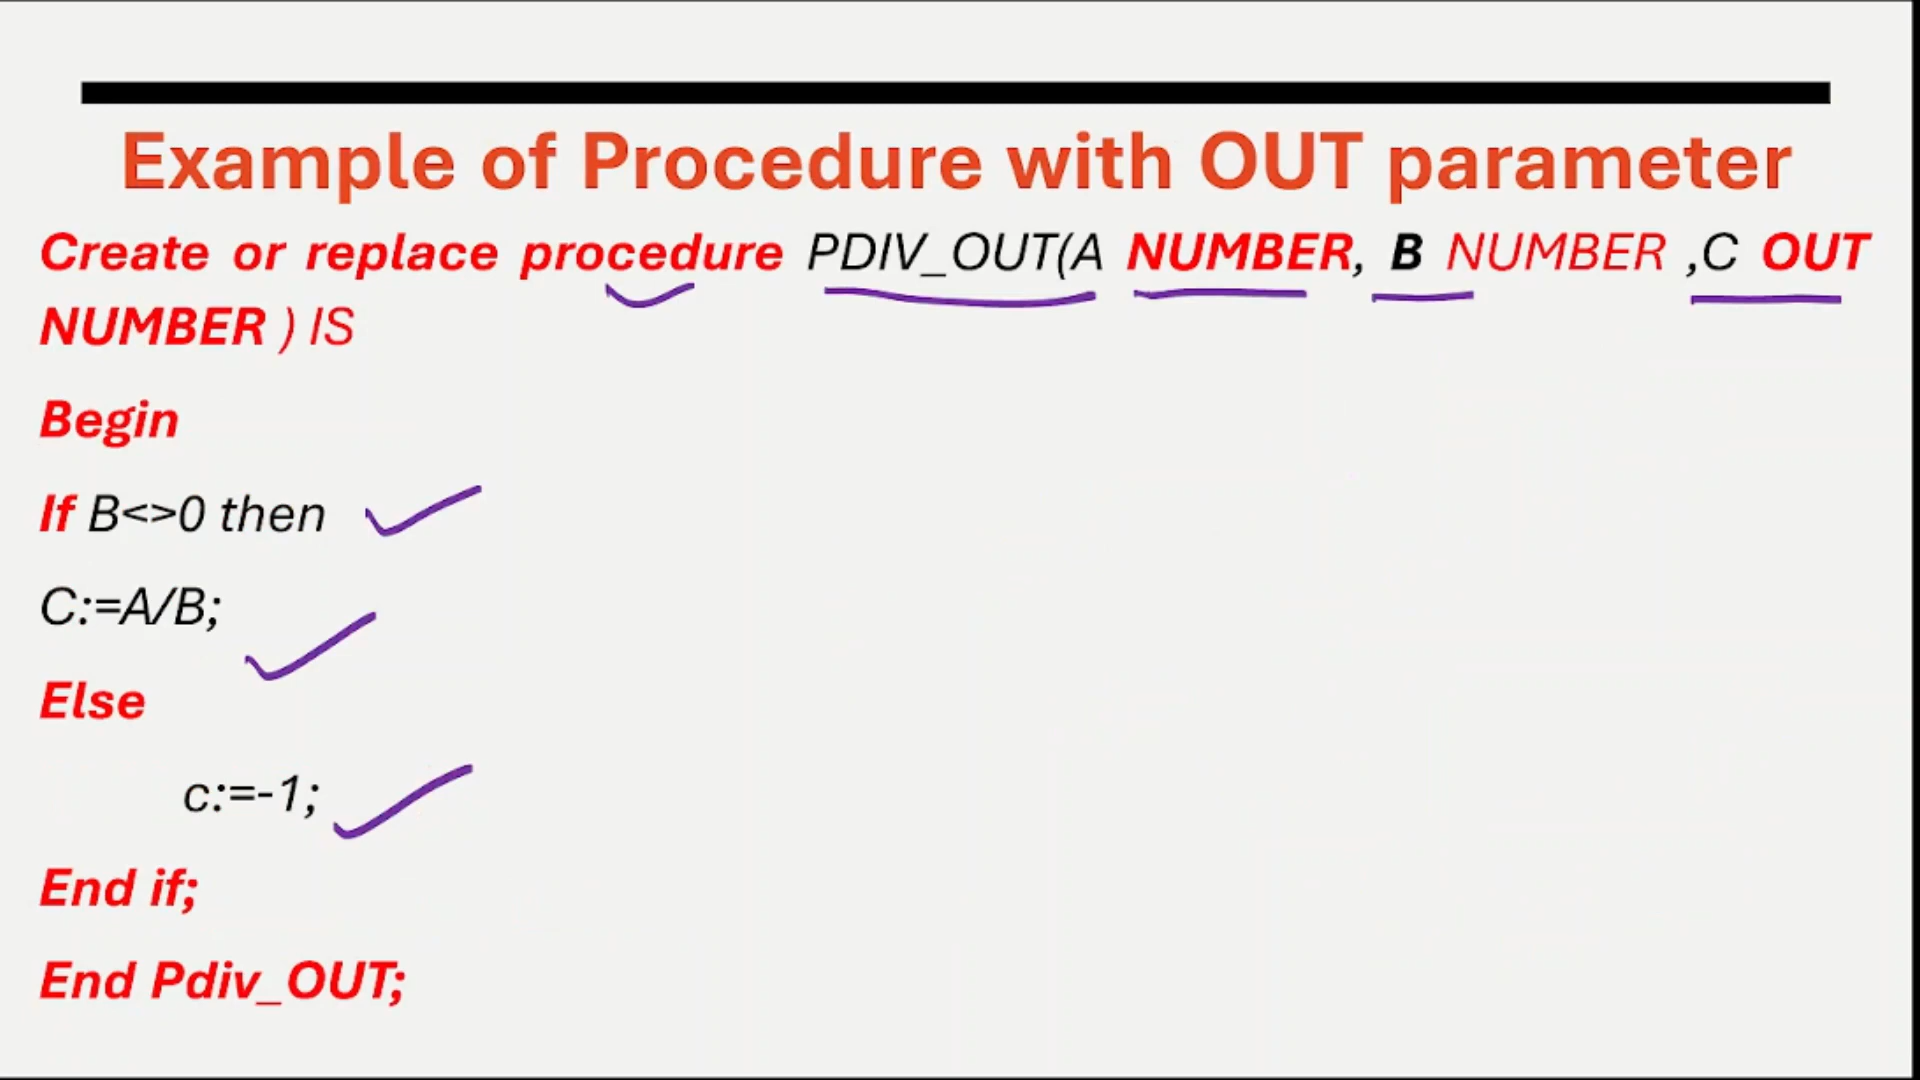 Example of Procedure with OUT parameter
Create or replace procedure PDIV_OUT(A NUMBER, B NUMBER ,C OUT
NUMBER ) IS
Begin
If B<>0 then
C:=A/B;
Else
c:=-1;
End if;
End Pdiv_OUT;